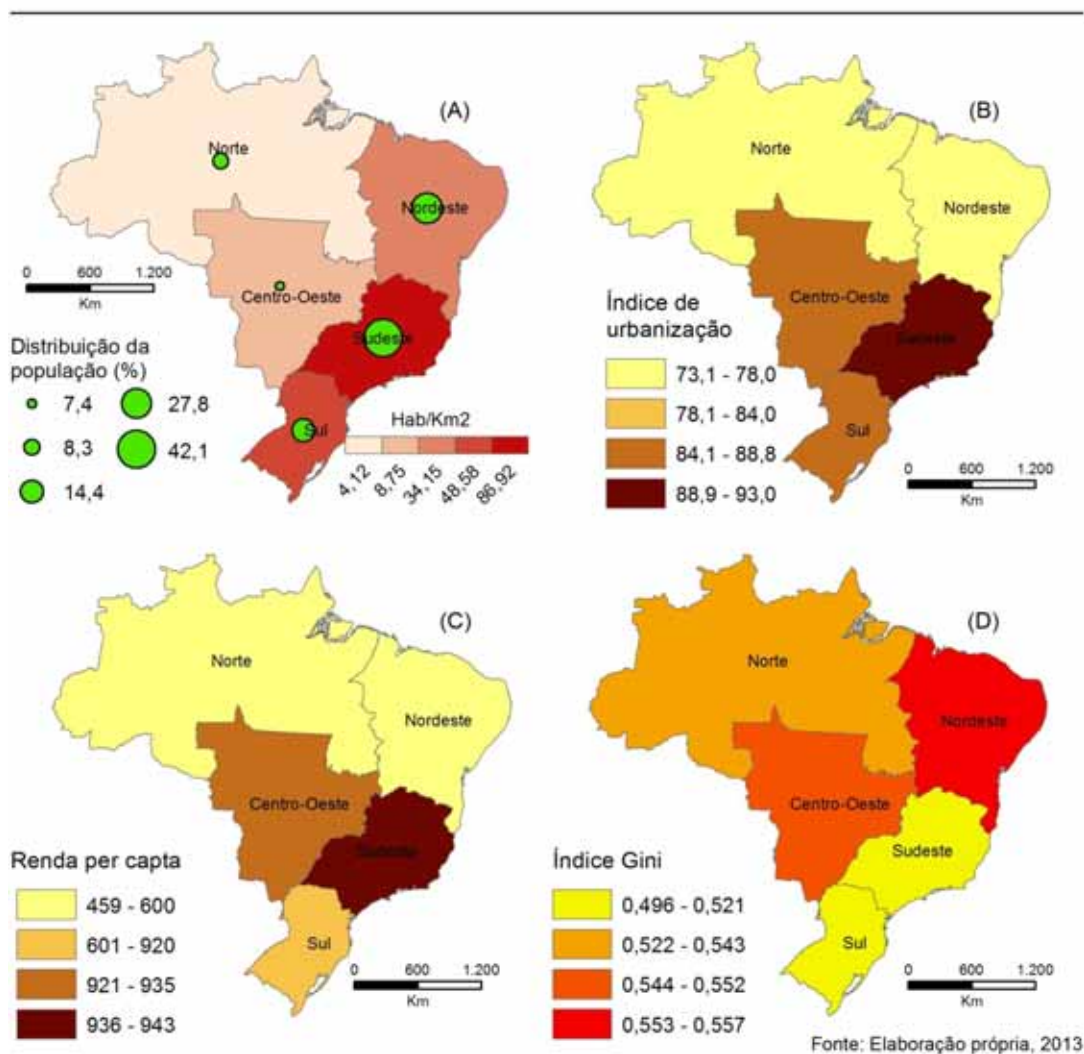 (A)
Norte
Nordeste
Centro-Oeste
Sudeste
Sul
0 600 1.200
Km
Distribuição da
população (%)
7,4
8,3
14,4
27,8
42,1
Hab/Km2
4,12
8,75
34,15
48,58
86,92
(B)
Norte
Nordeste
Centro-Oeste
Sudeste
Sul
Índice de
urbanização
73,1 - 78,0
78,1 - 84,0
84,1 - 88,8
88,9 - 93,0
0 600 1.200
Km
(C)
Norte
Nordeste
Centro-Oeste
Sudeste
Sul
Renda per capta
459 - 600
601 - 920
921 - 935
936 - 943
0 600 1.200
Km
(D)
Norte
Nordeste
Centro-Oeste
Sudeste
Sul
Índice Gini
0,496 - 0,521
0,522 - 0,543
0,544 - 0,552
0,553 - 0,557
0 600 1.200
Km
Fonte: Elaboração própria, 2013